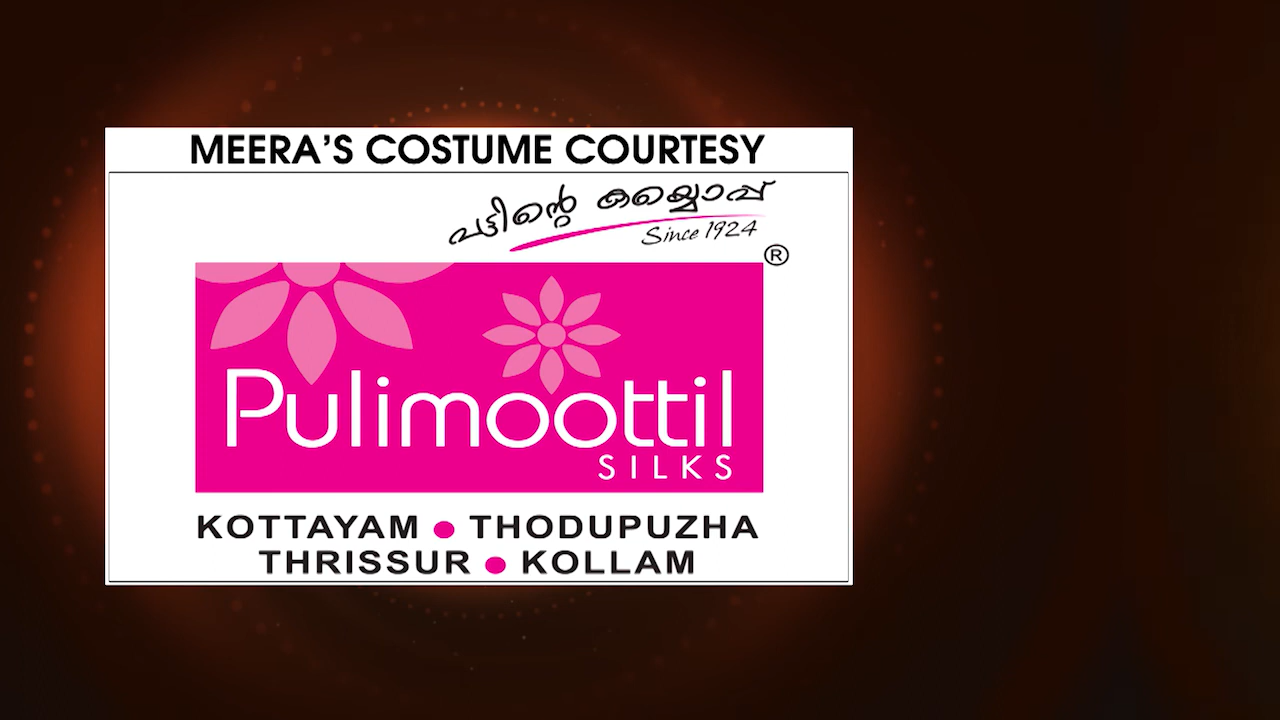 MEERA'S COSTUME COURTESY
പട്ടിന്റെ കയ്യൊപ്പ്
Since 1924
®
Pulimoottil
SILKS
KOTTAYAM • THODUPUZHA
THRISSUR • KOLLAM